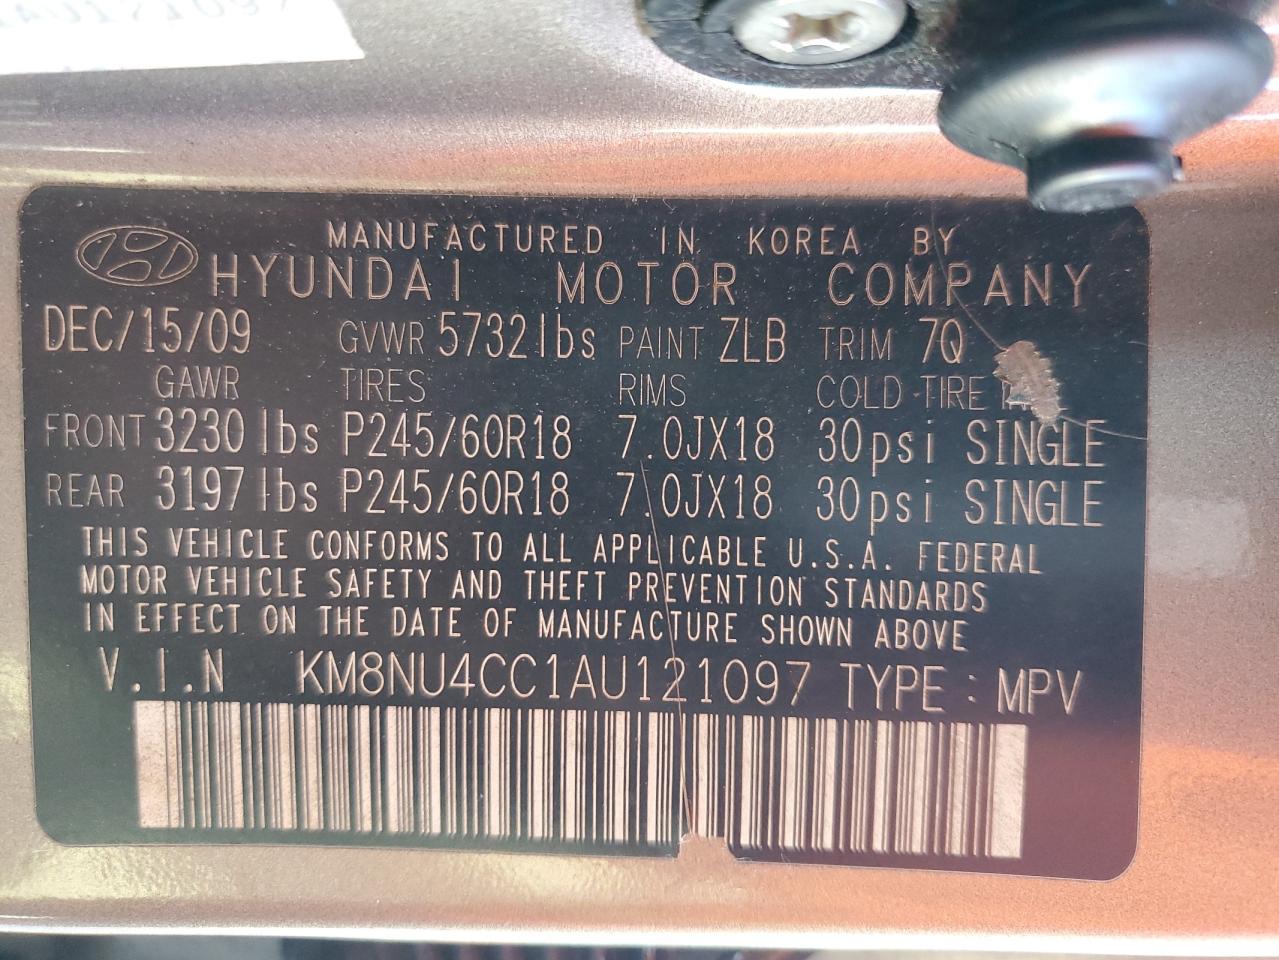 AU121097
MANUFACTURED IN KOREA BY
HYUNDAI MOTOR COMPANY
DEC/15/09 GVWR 5732lbs PAINT ZLB TRIM 7Q
GAWR TIRES RIMS COLD TIRE
FRONT 3230 lbs P245/60R18 7.0JX18 30psi SINGLE
REAR 3197 lbs P245/60R18 7.0JX18 30psi SINGLE
THIS VEHICLE CONFORMS TO ALL APPLICABLE U.S.A. FEDERAL
MOTOR VEHICLE SAFETY AND THEFT PREVENTION STANDARDS
IN EFFECT ON THE DATE OF MANUFACTURE SHOWN ABOVE
V.I.N KM8NU4CC1AU121097 TYPE : MPV